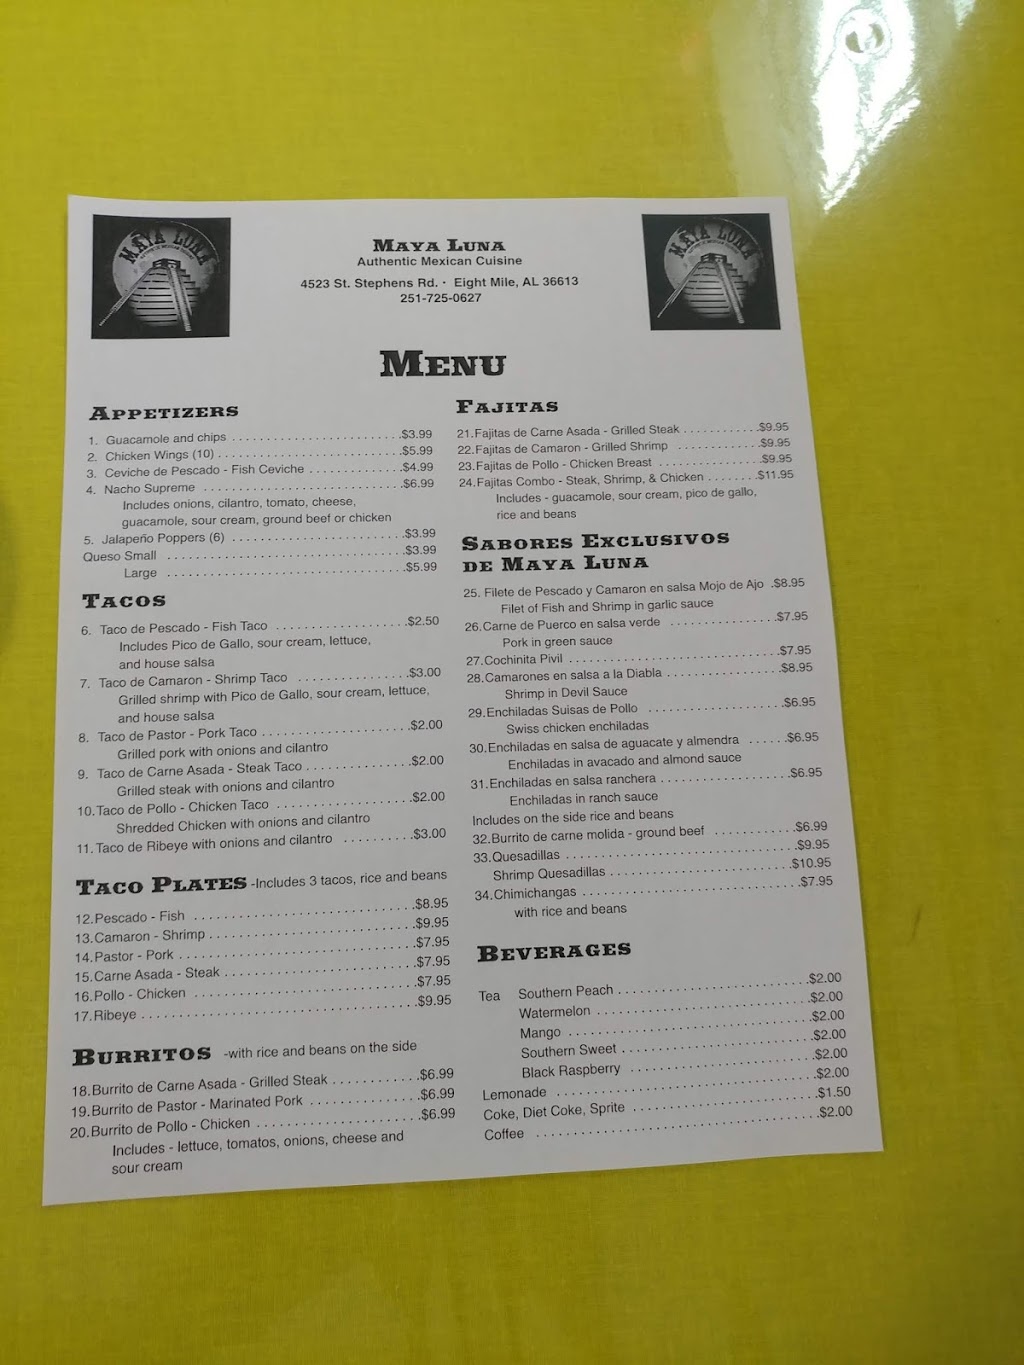 MAYA LUNA
MAYA LUNA
MAYA LUNA
Authentic Mexican Cuisine
4523 St. Stephens Rd. · Eight Mile, AL 36613
251-725-0627
MENU
APPETIZERS
1. Guacamole and chips ........................$3.99
2. Chicken Wings (10) ........................$5.99
3. Ceviche de Pescado - Fish Ceviche ..............$4.99
4. Nacho Supreme ........................$6.99
Includes onions, cilantro, tomato, cheese,
guacamole, sour cream, ground beef or chicken
5. Jalapeño Poppers (6) ........................$3.99
Queso Small ........................$3.99
Large ........................$5.99
TACOS
6. Taco de Pescado - Fish Taco ..................$2.50
Includes Pico de Gallo, sour cream, lettuce,
and house salsa
7. Taco de Camaron - Shrimp Taco ................$3.00
Grilled shrimp with Pico de Gallo, sour cream, lettuce,
and house salsa
8. Taco de Pastor - Pork Taco ....................$2.00
Grilled pork with onions and cilantro
9. Taco de Carne Asada - Steak Taco ..............$2.00
Grilled steak with onions and cilantro
10. Taco de Pollo - Chicken Taco ..................$2.00
Shredded Chicken with onions and cilantro
11. Taco de Ribeye with onions and cilantro ..........$3.00
TACO PLATES -Includes 3 tacos, rice and beans
12. Pescado - Fish ........................$8.95
13. Camaron - Shrimp ........................$9.95
14. Pastor - Pork ........................$7.95
15. Carne Asada - Steak ........................$7.95
16. Pollo - Chicken ........................$7.95
17. Ribeye ........................$9.95
BURRITOS -with rice and beans on the side
18. Burrito de Carne Asada - Grilled Steak ............$6.99
19. Burrito de Pastor - Marinated Pork ..............$6.99
20. Burrito de Pollo - Chicken ....................$6.99
Includes - lettuce, tomatos, onions, cheese and
sour cream
FAJITAS
21. Fajitas de Carne Asada - Grilled Steak ............$9.95
22. Fajitas de Camaron - Grilled Shrimp ............$9.95
23. Fajitas de Pollo - Chicken Breast ..............$9.95
24. Fajitas Combo - Steak, Shrimp, & Chicken ........$11.95
Includes - guacamole, sour cream, pico de gallo,
rice and beans
SABORES EXCLUSIVOS
DE MAYA LUNA
25. Filete de Pescado y Camaron en salsa Mojo de Ajo .$8.95
Filet of Fish and Shrimp in garlic sauce
26. Carne de Puerco en salsa verde ................$7.95
Pork in green sauce
27. Cochinita Pivil ........................$7.95
28. Camarones en salsa a la Diabla ................$8.95
Shrimp in Devil Sauce
29. Enchiladas Suisas de Pollo ....................$6.95
Swiss chicken enchiladas
30. Enchiladas en salsa de aguacate y almendra ......$6.95
Enchiladas in avacado and almond sauce
31. Enchiladas en salsa ranchera ..................$6.95
Enchiladas in ranch sauce
Includes on the side rice and beans
32. Burrito de carne molida - ground beef ............$6.99
33. Quesadillas ........................$9.95
Shrimp Quesadillas ........................$10.95
34. Chimichangas ........................$7.95
with rice and beans
BEVERAGES
Tea Southern Peach ........................$2.00
Watermelon ........................$2.00
Mango ........................$2.00
Southern Sweet ........................$2.00
Black Raspberry ........................$2.00
Lemonade ........................$2.00
Coke, Diet Coke, Sprite ........................$1.50
Coffee ........................$2.00